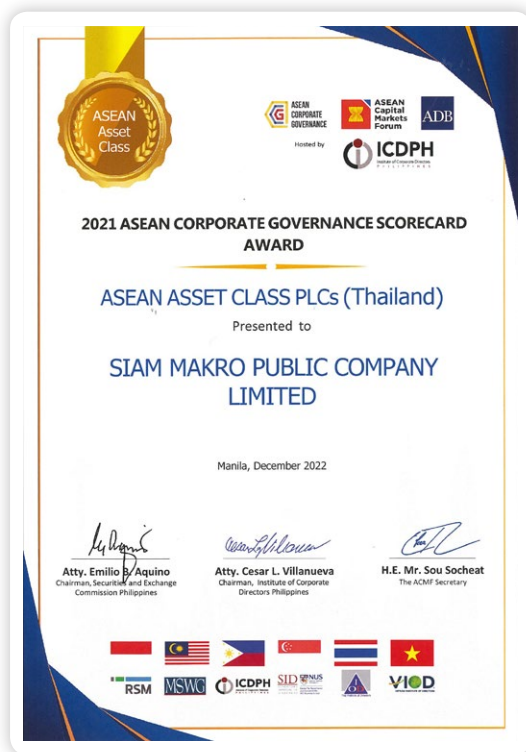 ASEAN
Asset
Class
ASEAN
CORPORATE
GOVERNANCE
ASEAN
Capital
Markets
Forum
ADB
Hosted by
ICDPH
Institute of Corporate Directors
PHILIPPINES
2021 ASEAN CORPORATE GOVERNANCE SCORECARD
AWARD
ASEAN ASSET CLASS PLCs (Thailand)
Presented to
SIAM MAKRO PUBLIC COMPANY
LIMITED
Manila, December 2022
Atty. Emilio B. Aquino
Chairman, Securities and Exchange
Commission Philippines
Atty. Cesar L. Villanueva
Chairman, Institute of Corporate
Directors Philippines
H.E. Mr. Sou Socheat
The ACMF Secretary
RSM
MSWG
ICDPH
SID
NUS
VIOD